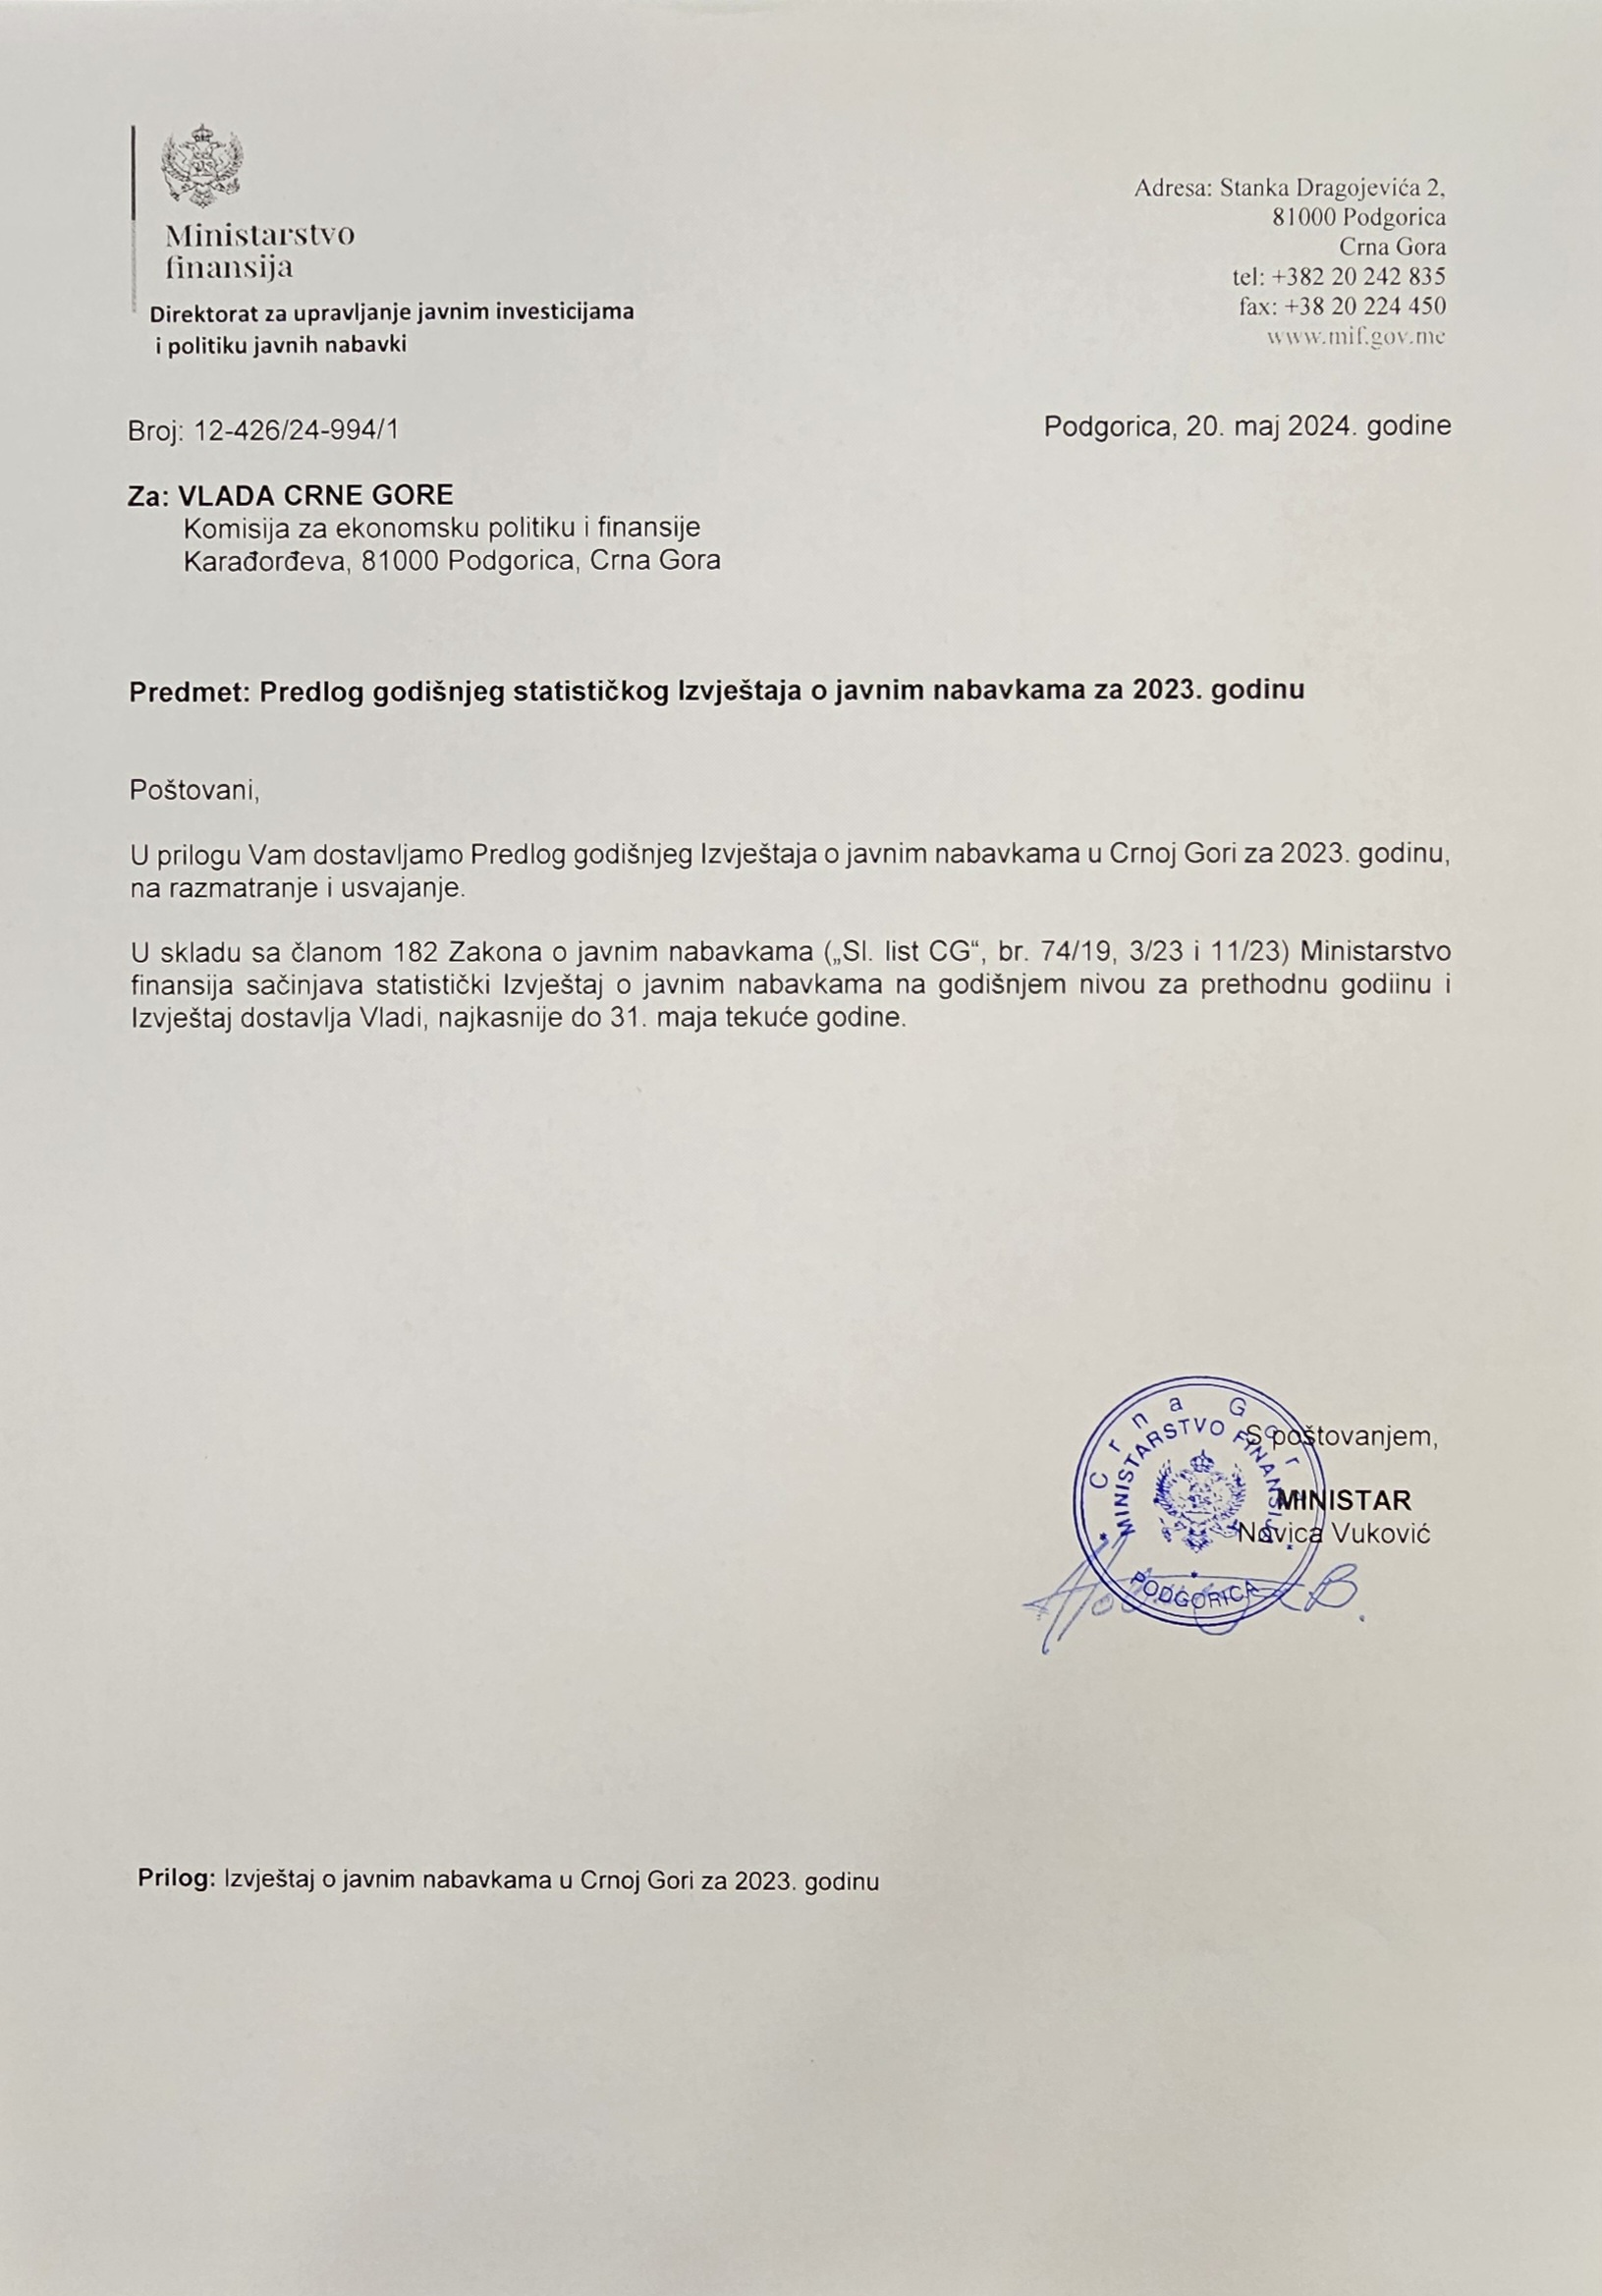 Ministarstvo
finansija
Direktorat za upravljanje javnim investicijama
i politiku javnih nabavki
Adresa: Stanka Dragojevića 2,
81000 Podgorica
Crna Gora
tel: +382 20 242 835
fax: +38 20 224 450
www.mif.gov.me
Broj: 12-426/24-994/1
Podgorica, 20. maj 2024. godine
Za: VLADA CRNE GORE
Komisija za ekonomsku politiku i finansije
Karađorđeva, 81000 Podgorica, Crna Gora
Predmet: Predlog godišnjeg statističkog Izvještaja o javnim nabavkama za 2023. godinu
Poštovani,
U prilogu Vam dostavljamo Predlog godišnjeg Izvještaja o javnim nabavkama u Crnoj Gori za 2023. godinu,
na razmatranje i usvajanje.
U skladu sa članom 182 Zakona o javnim nabavkama („Sl. list CG“, br. 74/19, 3/23 i 11/23) Ministarstvo
finansija sačinjava statistički Izvještaj o javnim nabavkama na godišnjem nivou za prethodnu godiinu i
Izvještaj dostavlja Vladi, najkasnije do 31. maja tekuće godine.
S poštovanjem,
MINISTAR
Novica Vuković
Crna Gora
MINISTARSTVO FINANSIJA
PODGORICA
Prilog: Izvještaj o javnim nabavkama u Crnoj Gori za 2023. godinu